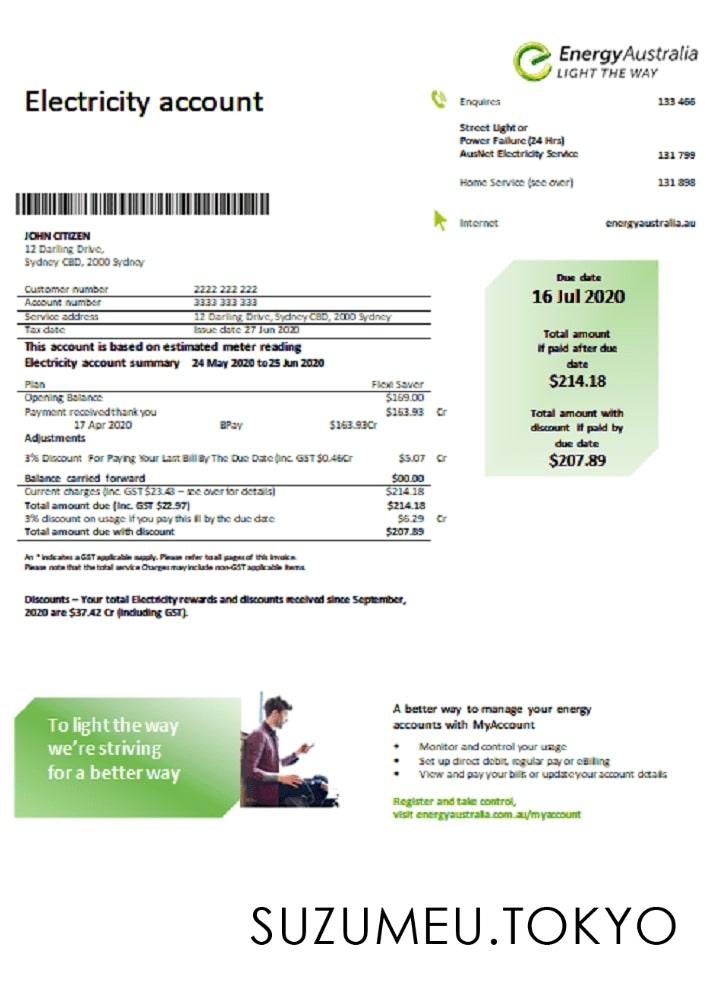 EnergyAustralia
LIGHT THE WAY
Electricity account
Enquires 133 466
Street Light or
Power Failure (24 Hrs)
AusNet Electricity Service 131 799
Home Service (see over) 131 898
Internet energyaustralia.au
JOHN CITIZEN
12 Darling Drive,
Sydney CBD, 2000 Sydney
Customer number 2222 222 222
Account number 3333 333 333
Service address 12 Darling Drive, Sydney CBD, 2000 Sydney
Tax date Issue date 27 Jun 2020
This account is based on estimated meter reading
Electricity account summary 24 May 2020 to 25 Jun 2020
Plan Flexi Saver
Opening Balance $169.00
Payment received thank you $163.93 Cr
17 Apr 2020 BPay $163.93Cr
Adjustments
3% Discount For Paying Your Last Bill By The Due Date (inc. GST $0.46Cr $5.07 Cr
Balance carried forward $00.00
Current charges (inc. GST $23.43 – see over for details) $214.18
Total amount due (inc. GST $22.97) $214.18
3% discount on usage if you pay this ill by the due date $6.29 Cr
Total amount due with discount $207.89
An * indicates a GST applicable supply. Please refer to all pages of this invoice.
Please note that the total service Charges may include non-GST applicable items.
Discounts – Your total Electricity rewards and discounts received since September,
2020 are $37.42 Cr (including GST).
Due date
16 Jul 2020
Total amount
if paid after due
date
$214.18
Total amount with
discount if paid by
due date
$207.89
To light the way
we're striving
for a better way
A better way to manage your energy
accounts with MyAccount
• Monitor and control your usage
• Set up direct debit, regular pay or eBilling
• View and pay your bills or update your account details
Register and take control,
visit energyaustralia.com.au/myaccount
SUZUMEU.TOKYO